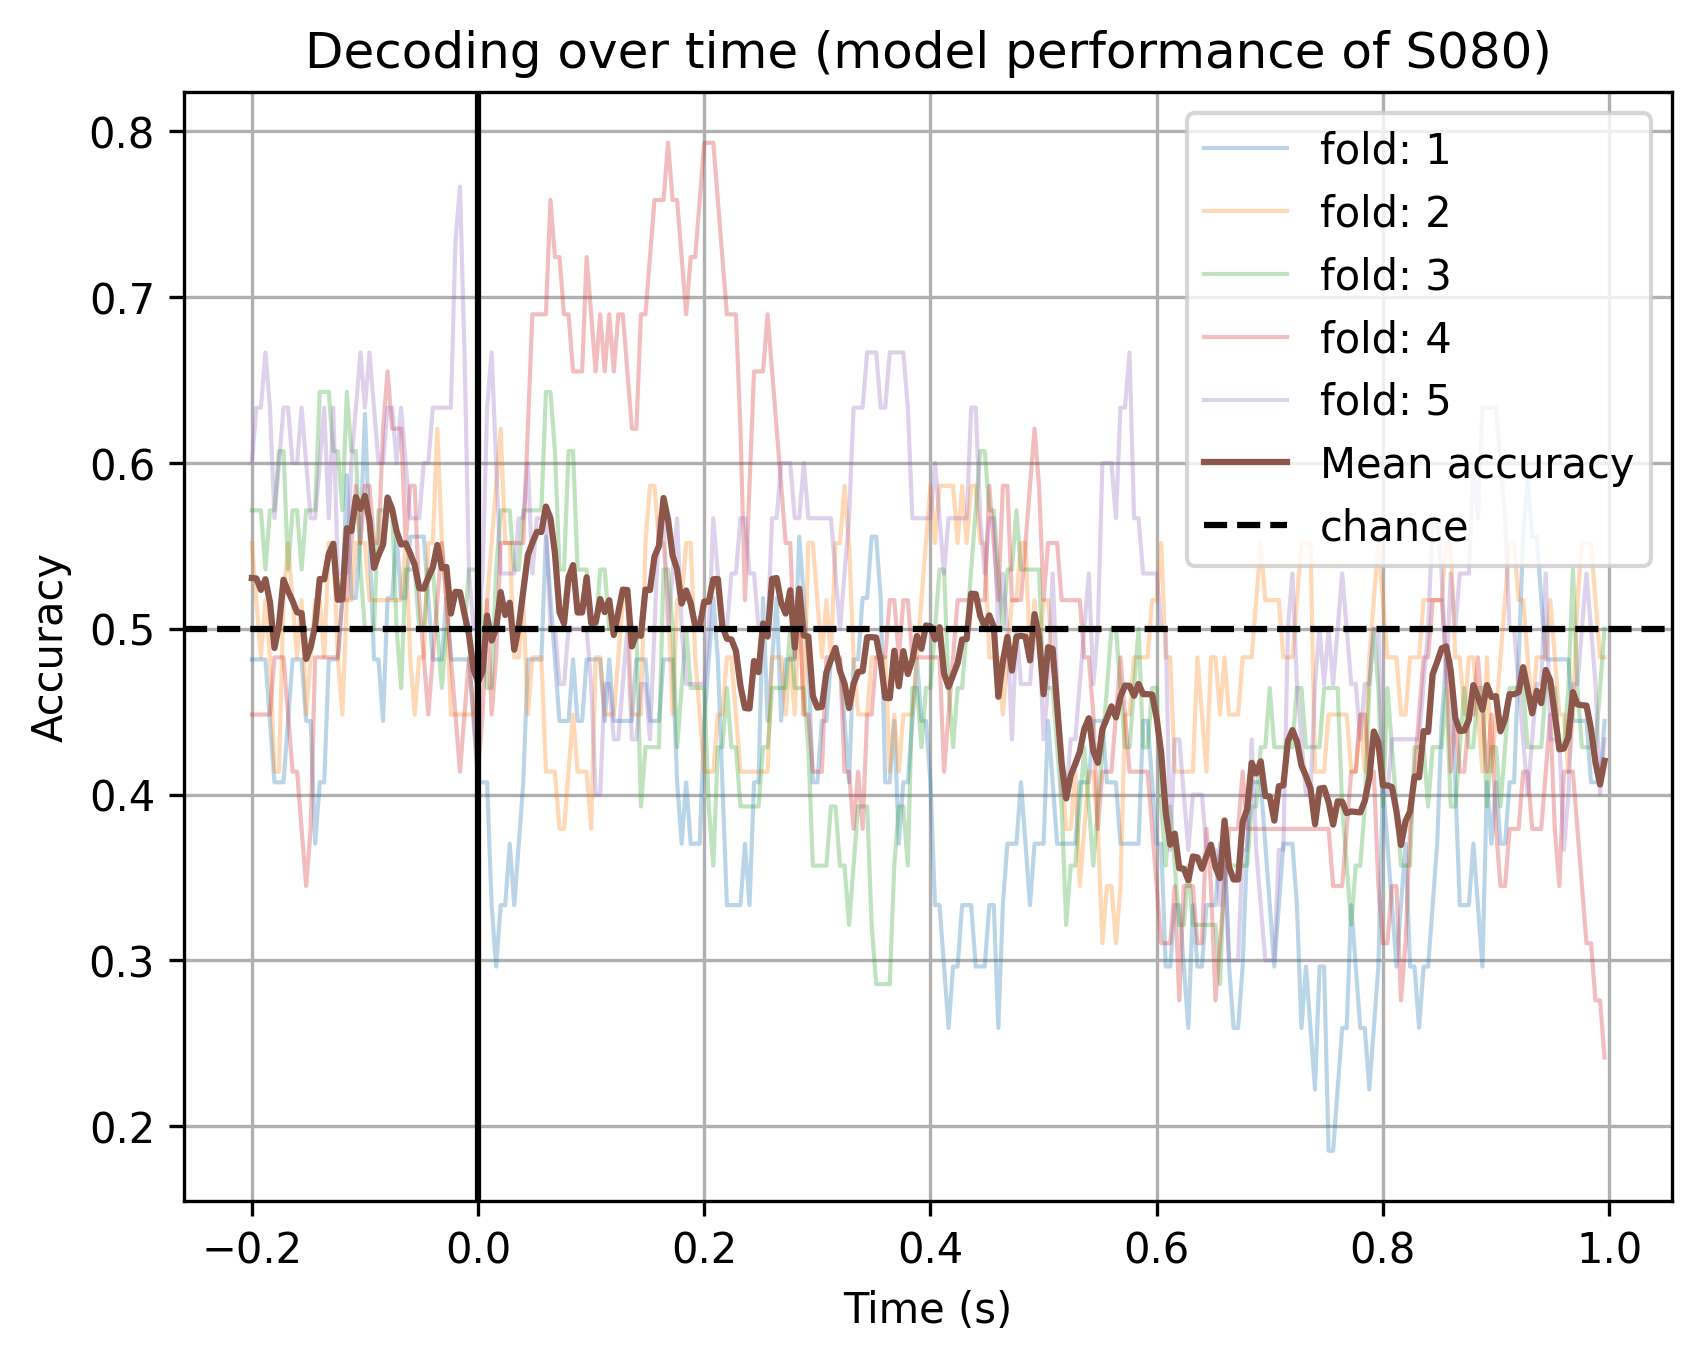 Decoding over time (model performance of S080)
fold: 1
fold: 2
fold: 3
fold: 4
fold: 5
Mean accuracy
chance
Accuracy
0.8
0.7
0.6
0.5
0.4
0.3
0.2
−0.2 0.0 0.2 0.4 0.6 0.8 1.0
Time (s)